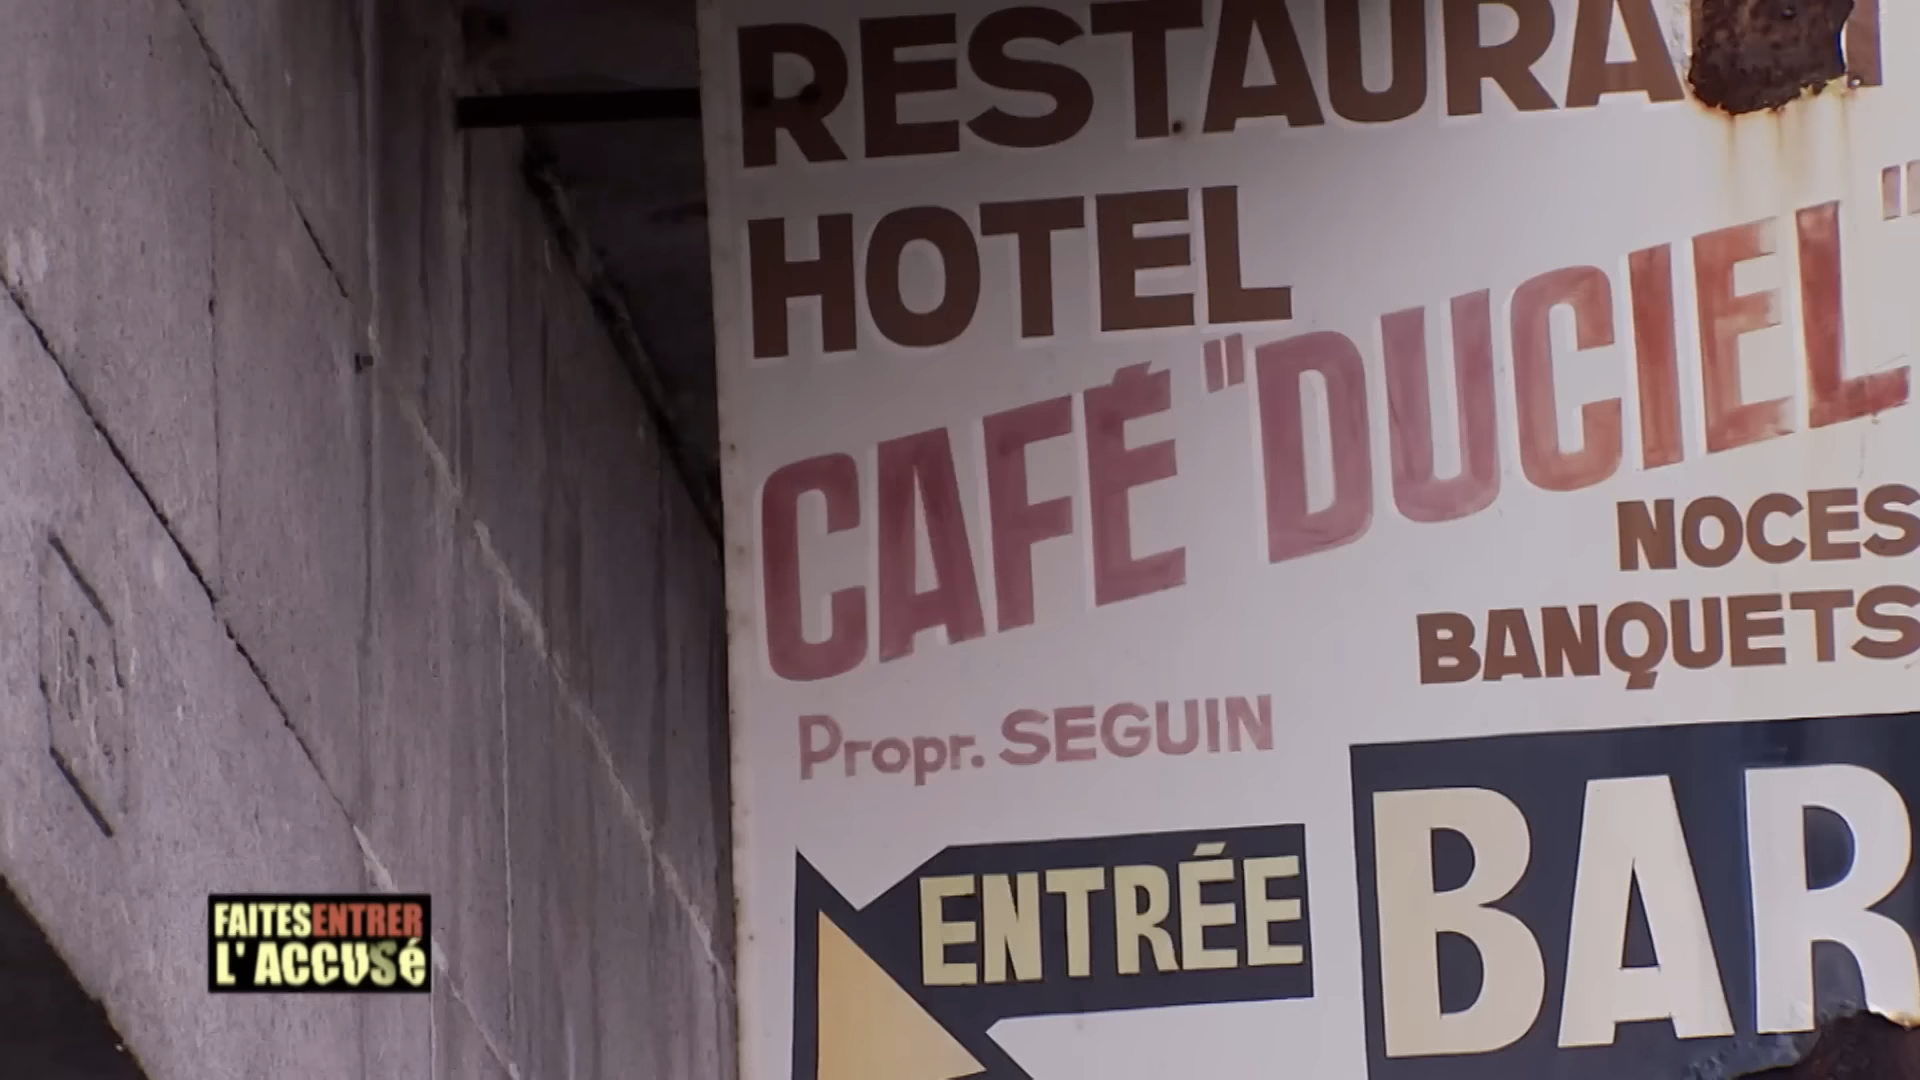 RESTAURA
HOTEL
CAFÉ "DUCIEL"
NOCES
BANQUETS
Propr. SEGUIN
ENTRÉE
BAR
FAITES ENTRER
L'ACCUSé